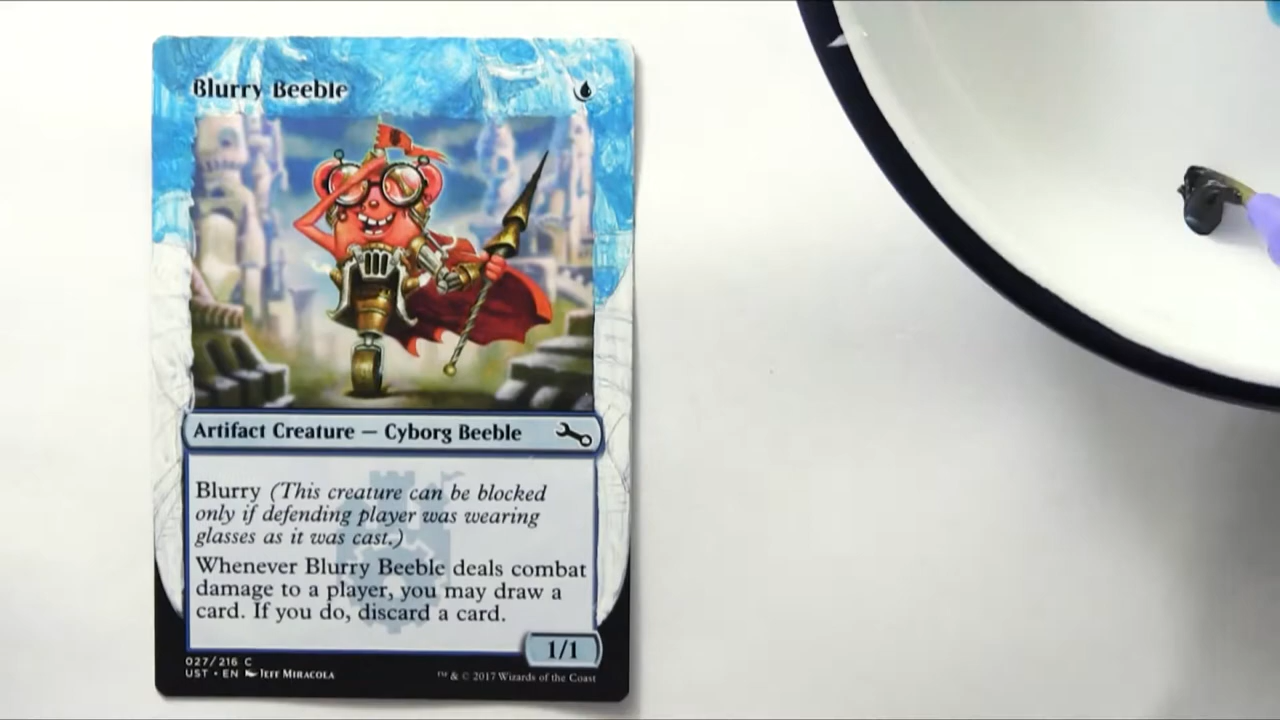 Blurry Beeble
Artifact Creature — Cyborg Beeble
Blurry (This creature can be blocked
only if defending player was wearing
glasses as it was cast.)
Whenever Blurry Beeble deals combat
damage to a player, you may draw a
card. If you do, discard a card.
1/1
027/216 C
UST • EN Jeff Miracola
™ & © 2017 Wizards of the Coast